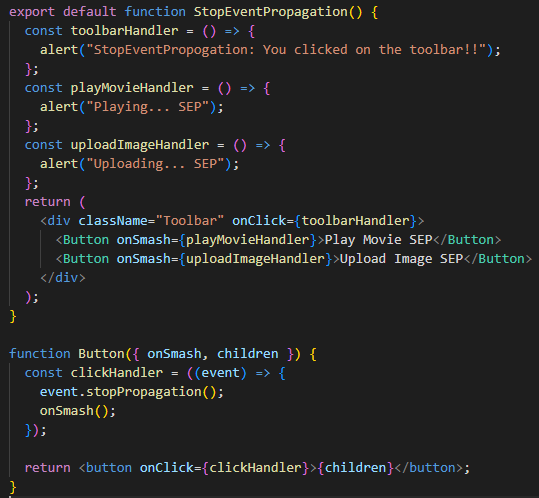 export default function StopEventPropagation() {
  const toolbarHandler = () => {
    alert("StopEventPropogation: You clicked on the toolbar!!");
  };
  const playMovieHandler = () => {
    alert("Playing... SEP");
  };
  const uploadImageHandler = () => {
    alert("Uploading... SEP");
  };
  return (
    <div className="Toolbar" onClick={toolbarHandler}>
      <Button onSmash={playMovieHandler}>Play Movie SEP</Button>
      <Button onSmash={uploadImageHandler}>Upload Image SEP</Button>
    </div>
  );
}

function Button({ onSmash, children }) {
  const clickHandler = ((event) => {
    event.stopPropagation();
    onSmash();
  });

  return <button onClick={clickHandler}>{children}</button>;
}